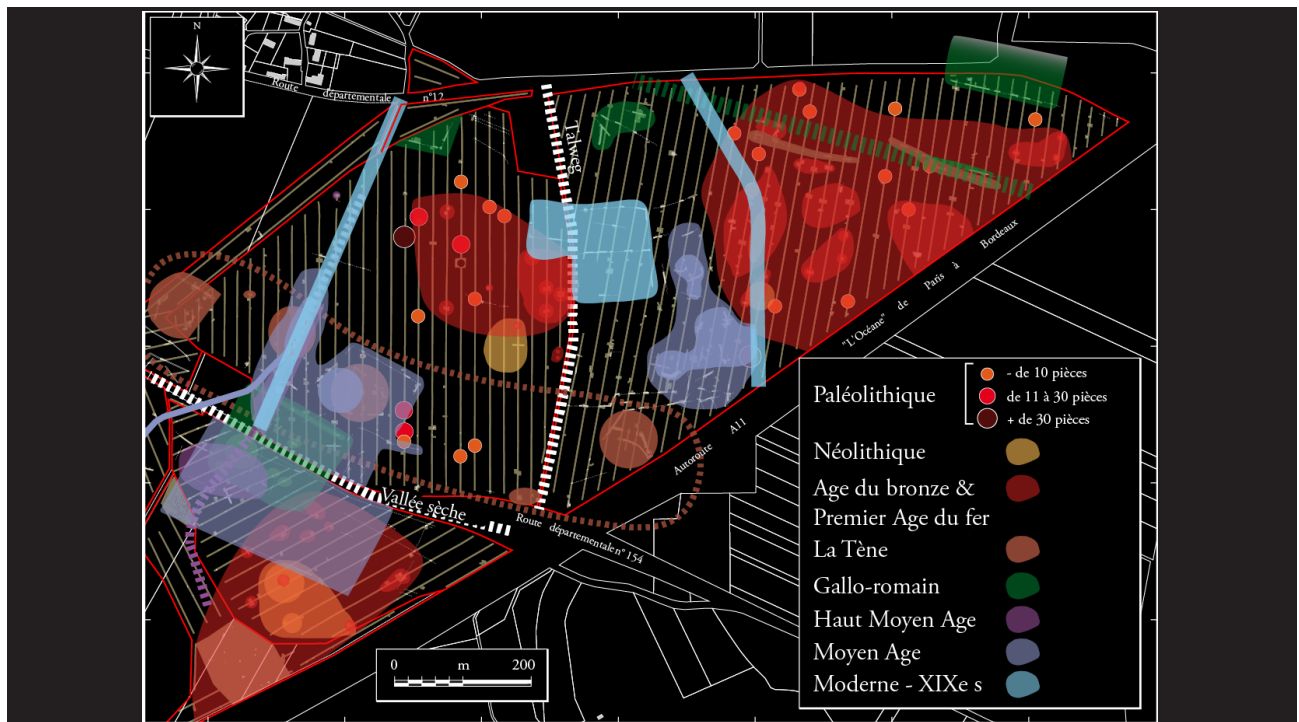 N
Route départementale n°12
Talweg
"L'Océane" de Paris à Bordeaux
Autoroute A11
Vallée sèche
Route départementale n° 154
0 m 200
Paléolithique
- de 10 pièces
de 11 à 30 pièces
+ de 30 pièces
Néolithique
Age du bronze &
Premier Age du fer
La Tène
Gallo-romain
Haut Moyen Age
Moyen Age
Moderne - XIXe s